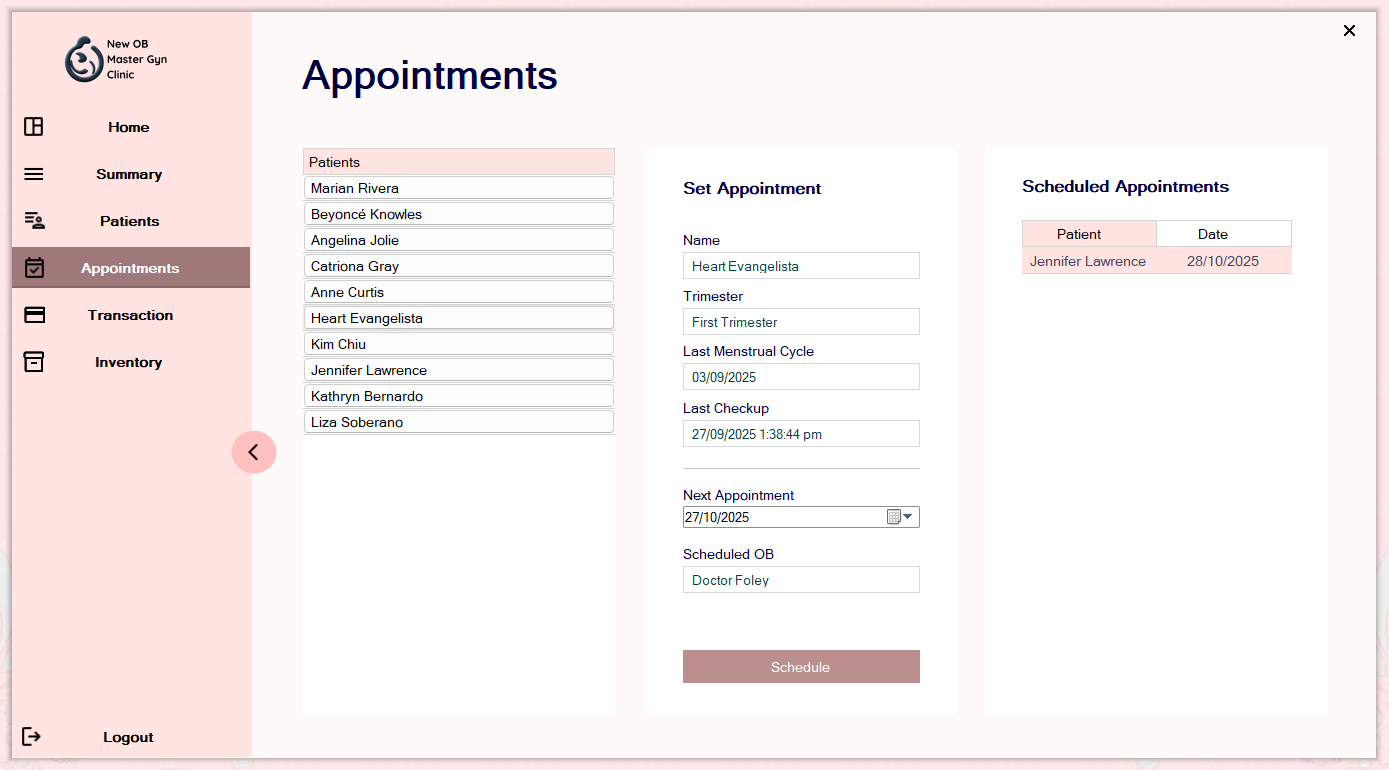 New OB
Master Gyn
Clinic
Home
Summary
Patients
Appointments
Transaction
Inventory
Logout
Appointments
Patients
Marian Rivera
Beyoncé Knowles
Angelina Jolie
Catriona Gray
Anne Curtis
Heart Evangelista
Kim Chiu
Jennifer Lawrence
Kathryn Bernardo
Liza Soberano
Set Appointment
Name
Heart Evangelista
Trimester
First Trimester
Last Menstrual Cycle
03/09/2025
Last Checkup
27/09/2025 1:38:44 pm
Next Appointment
27/10/2025
Scheduled OB
Doctor Foley
Schedule
Scheduled Appointments
Patient Date
Jennifer Lawrence 28/10/2025